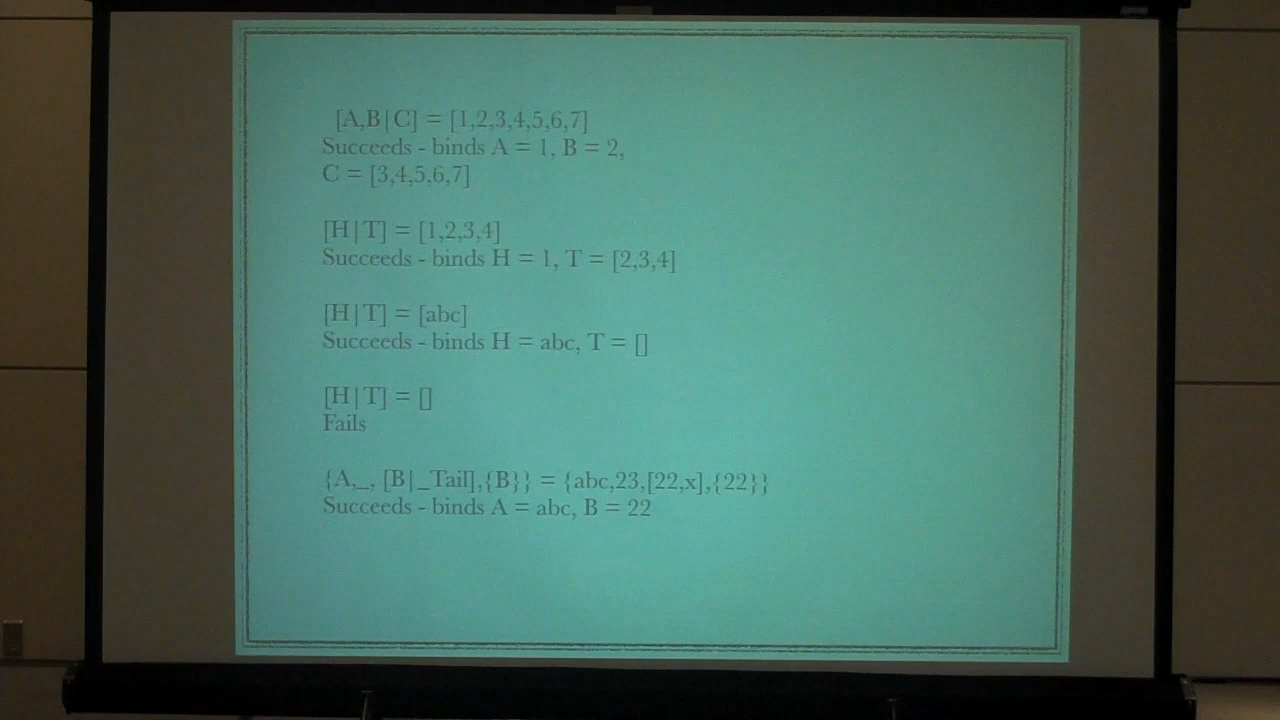 [A,B|C] = [1,2,3,4,5,6,7]
Succeeds - binds A = 1, B = 2,
C = [3,4,5,6,7]
[H|T] = [1,2,3,4]
Succeeds - binds H = 1, T = [2,3,4]
[H|T] = [abc]
Succeeds - binds H = abc, T = []
[H|T] = []
Fails
{A,_, [B|_Tail],{B}} = {abc,23,[22,x],{22}}
Succeeds - binds A = abc, B = 22